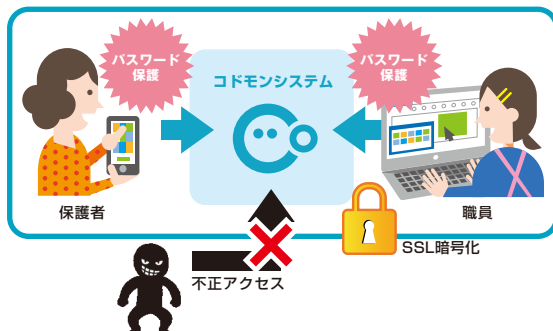 パスワード
保護
コドモンシステム
パスワード
保護
保護者
職員
SSL暗号化
不正アクセス